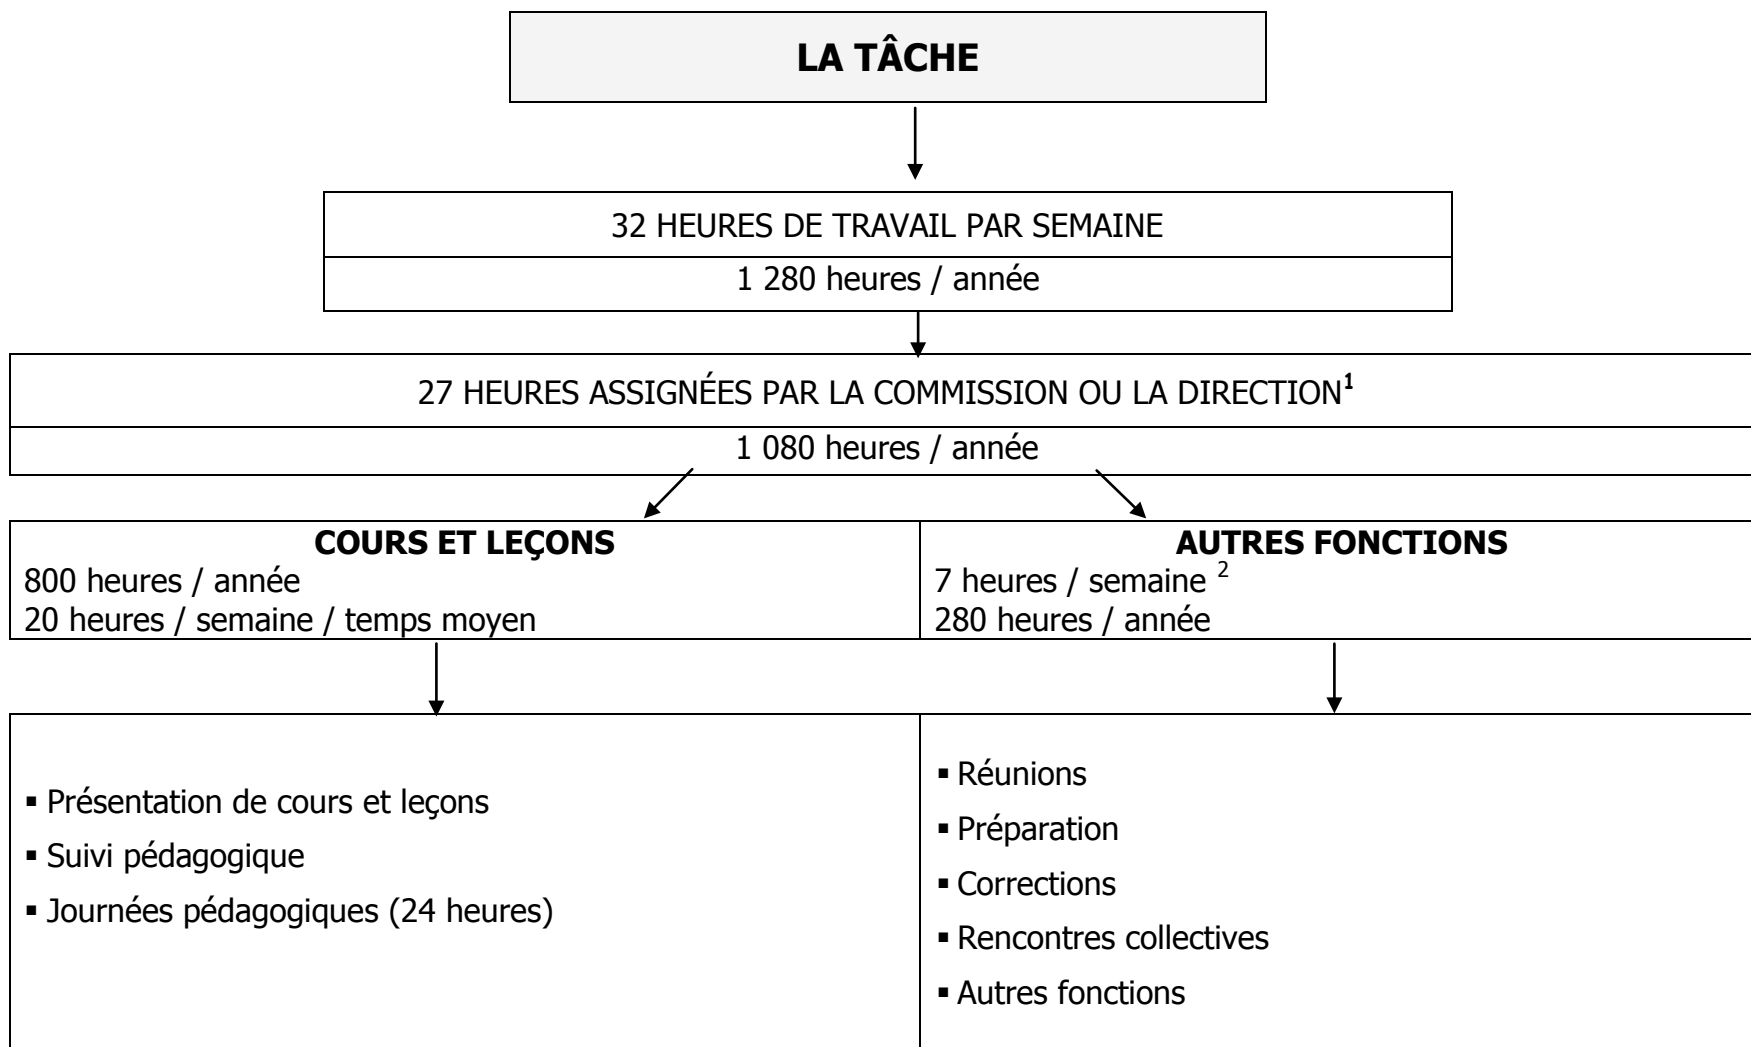 LA TÂCHE
32 HEURES DE TRAVAIL PAR SEMAINE
1 280 heures / année
27 HEURES ASSIGNÉES PAR LA COMMISSION OU LA DIRECTION¹
1 080 heures / année
COURS ET LEÇONS
800 heures / année
20 heures / semaine / temps moyen
AUTRES FONCTIONS
7 heures / semaine ²
280 heures / année
▪ Présentation de cours et leçons
▪ Suivi pédagogique
▪ Journées pédagogiques (24 heures)
▪ Réunions
▪ Préparation
▪ Corrections
▪ Rencontres collectives
▪ Autres fonctions